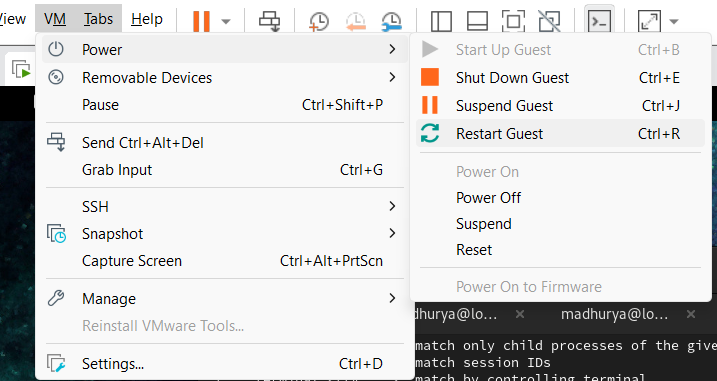 iew VM Tabs Help
Power
Removable Devices
Pause Ctrl+Shift+P
Send Ctrl+Alt+Del
Grab Input Ctrl+G
SSH
Snapshot
Capture Screen Ctrl+Alt+PrtScn
Manage
Reinstall VMware Tools...
Settings... Ctrl+D
Start Up Guest Ctrl+B
Shut Down Guest Ctrl+E
Suspend Guest Ctrl+J
Restart Guest Ctrl+R
Power On
Power Off
Suspend
Reset
Power On to Firmware
dhurya@lo... × madhurya@lo... ×
match only child processes of the give
match session IDs
match by controlling terminal